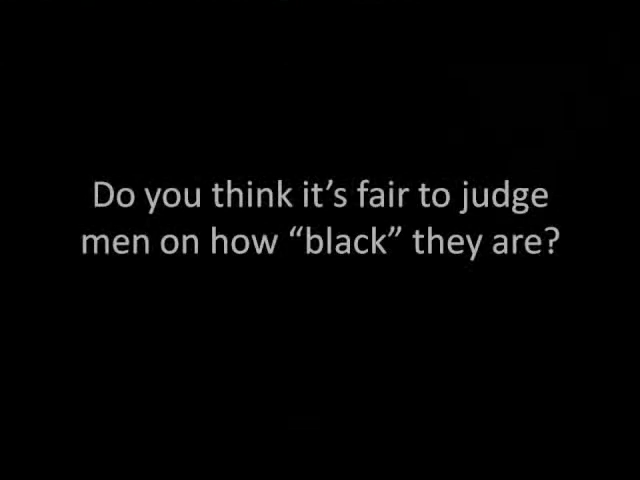 Do you think it’s fair to judge
men on how “black” they are?